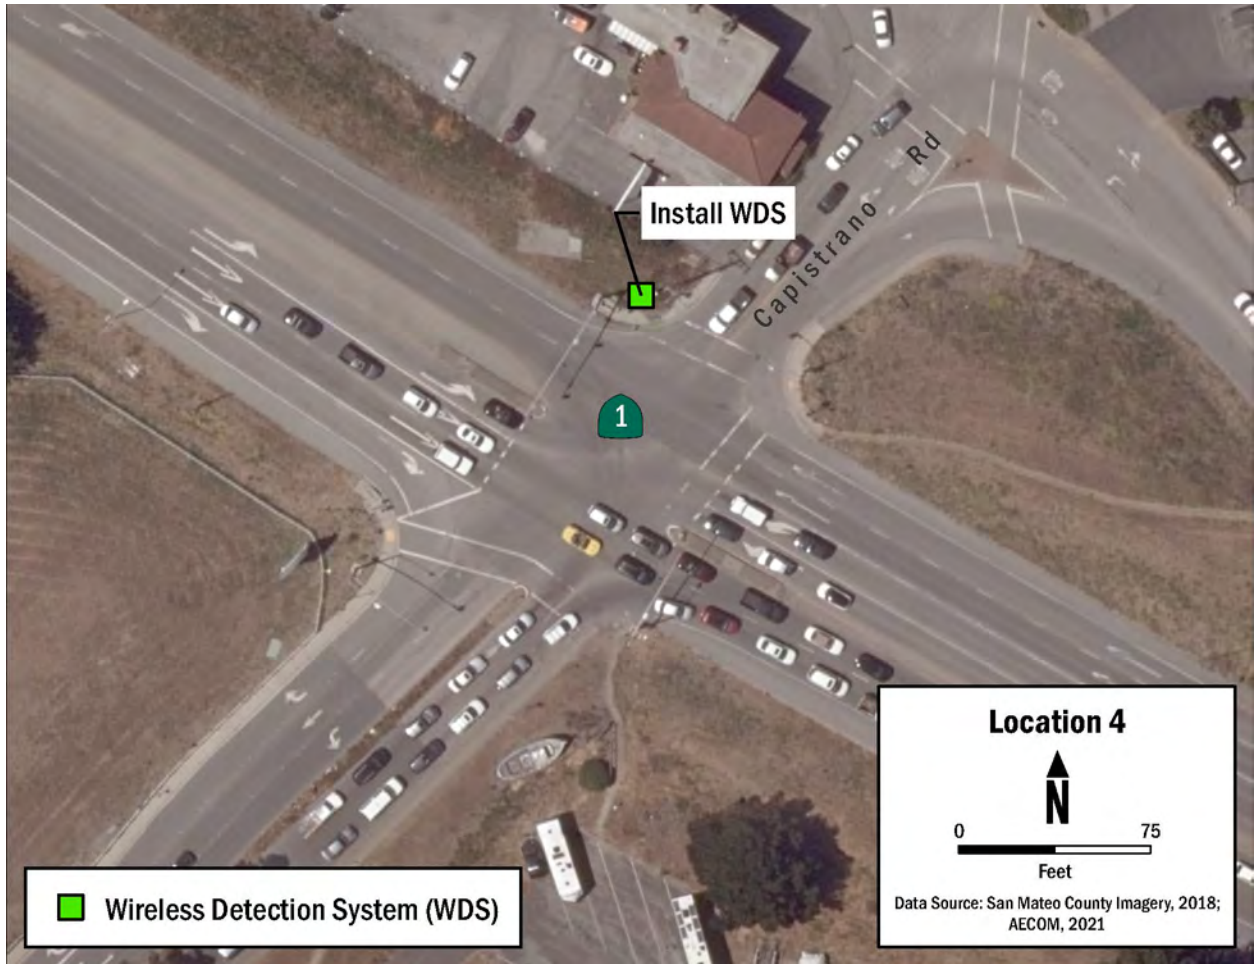 Install WDS
Capistrano Rd
1
Location 4
N
0 75
Feet
Data Source: San Mateo County Imagery, 2018;
AECOM, 2021
Wireless Detection System (WDS)